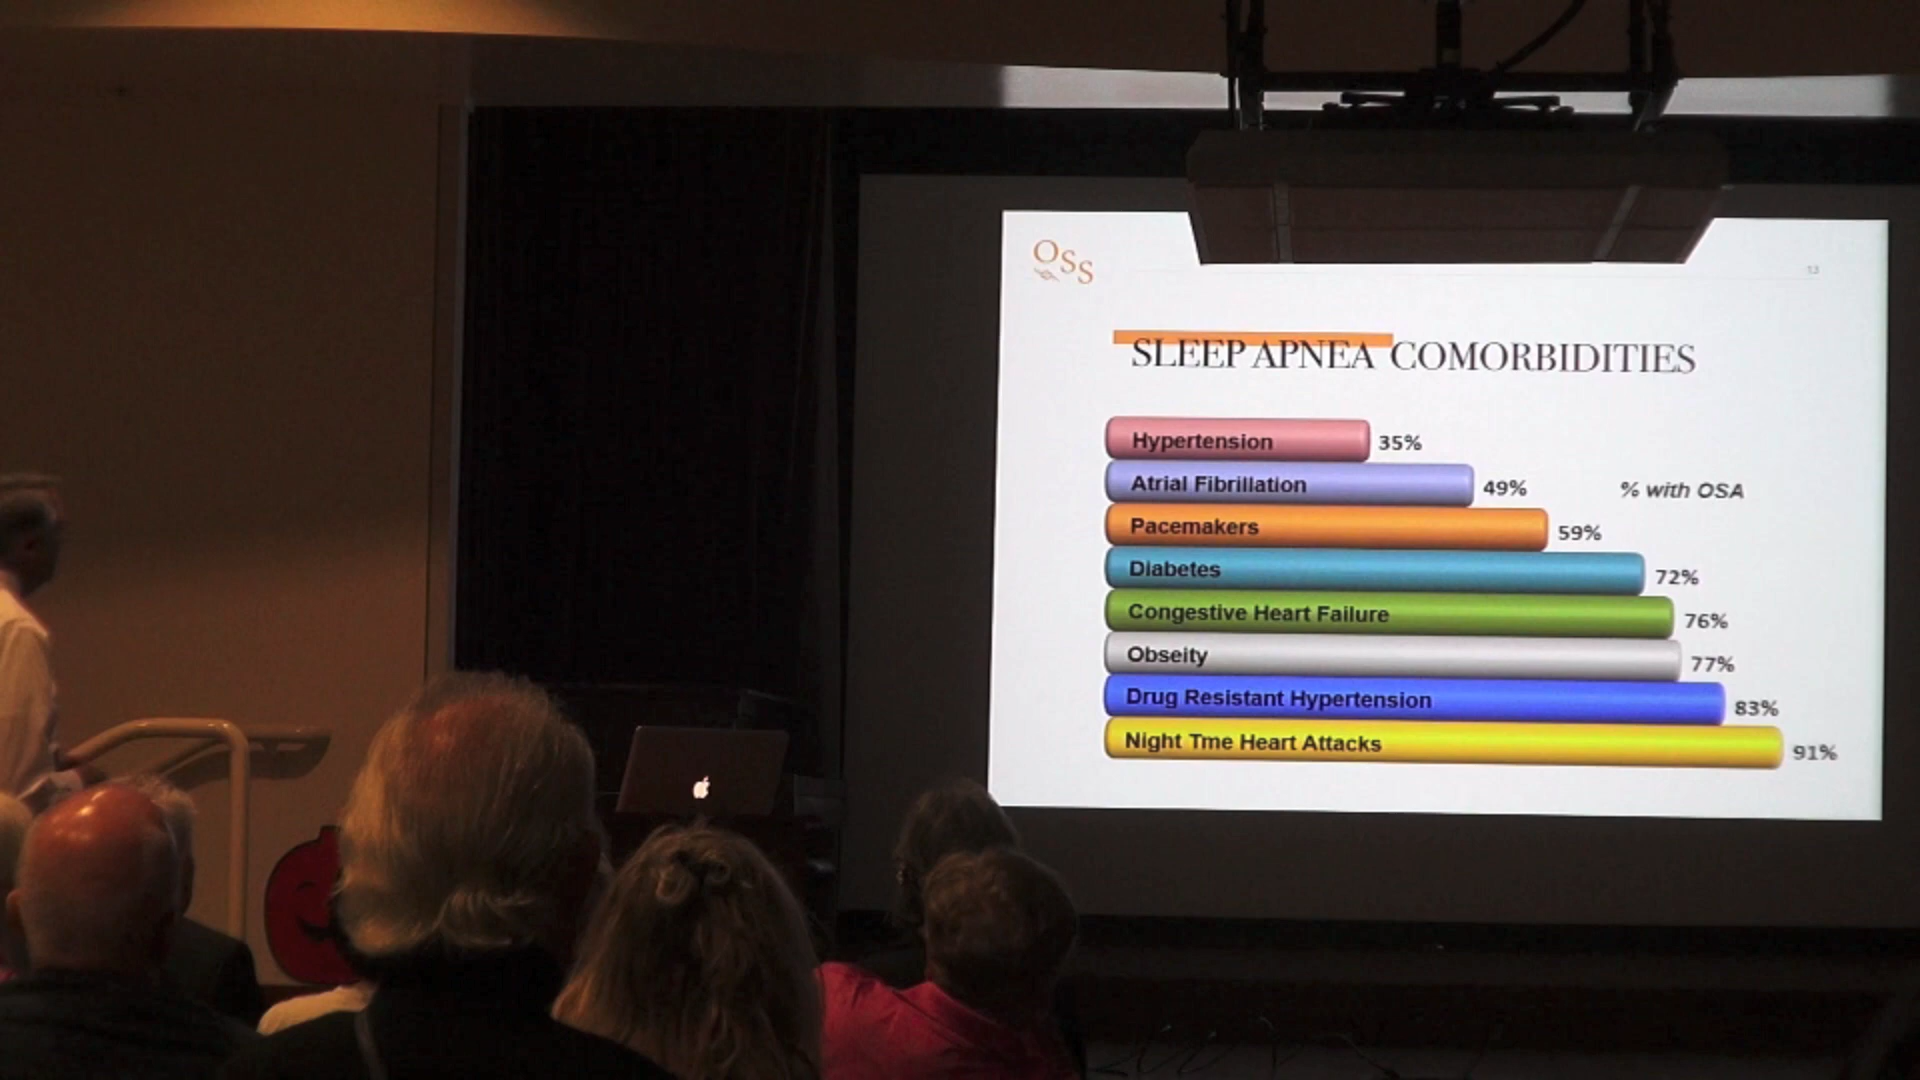 OSS
13
SLEEP APNEA COMORBIDITIES
Hypertension 35%
Atrial Fibrillation 49% % with OSA
Pacemakers 59%
Diabetes 72%
Congestive Heart Failure 76%
Obseity 77%
Drug Resistant Hypertension 83%
Night Tme Heart Attacks 91%